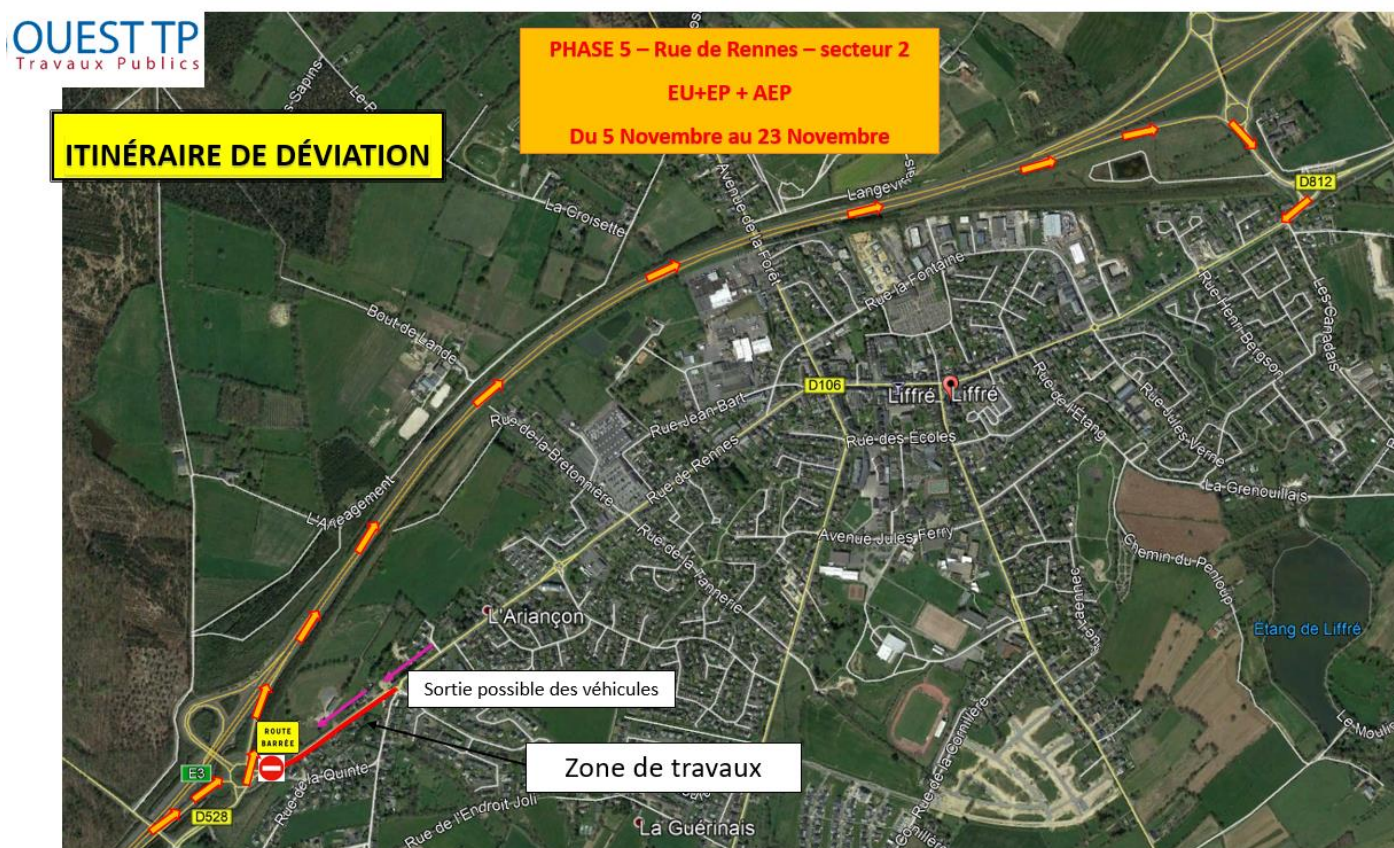 OUEST TP
Travaux Publics
PHASE 5 – Rue de Rennes – secteur 2
EU+EP + AEP
Du 5 Novembre au 23 Novembre
ITINÉRAIRE DE DÉVIATION
D812
La Croisette
Avenue de la Forêt
Rue la Fontaine
Rue Henri Bergson
Les Canadais
Bout de Lande
D106
Liffré
Liffré
Rue Jean Bart
Rue de l'Étang
Rue Jules Verne
Rue des Ecoles
Rue de la Bretonnière
Rue de Rennes
La Grenouillais
L'Aréagement
Avenue Jules Ferry
Chemin du Penloup
Rue de la Tannerie
L'Ariançon
Étang de Liffré
Sortie possible des véhicules
ROUTE
BARRÉE
Zone de travaux
E3
Rue de la Quinte
D528
Rue de l'Endroit Joli
La Guérinais
Rue de la Cornillère